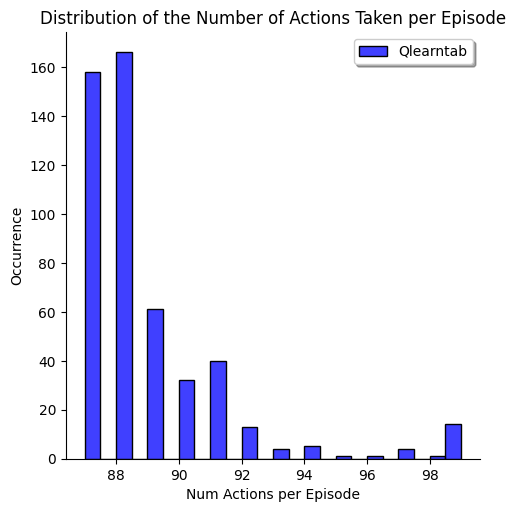 Distribution of the Number of Actions Taken per Episode
Qlearntab
160
140
120
100
80
60
40
20
0
Occurrence
88 90 92 94 96 98
Num Actions per Episode